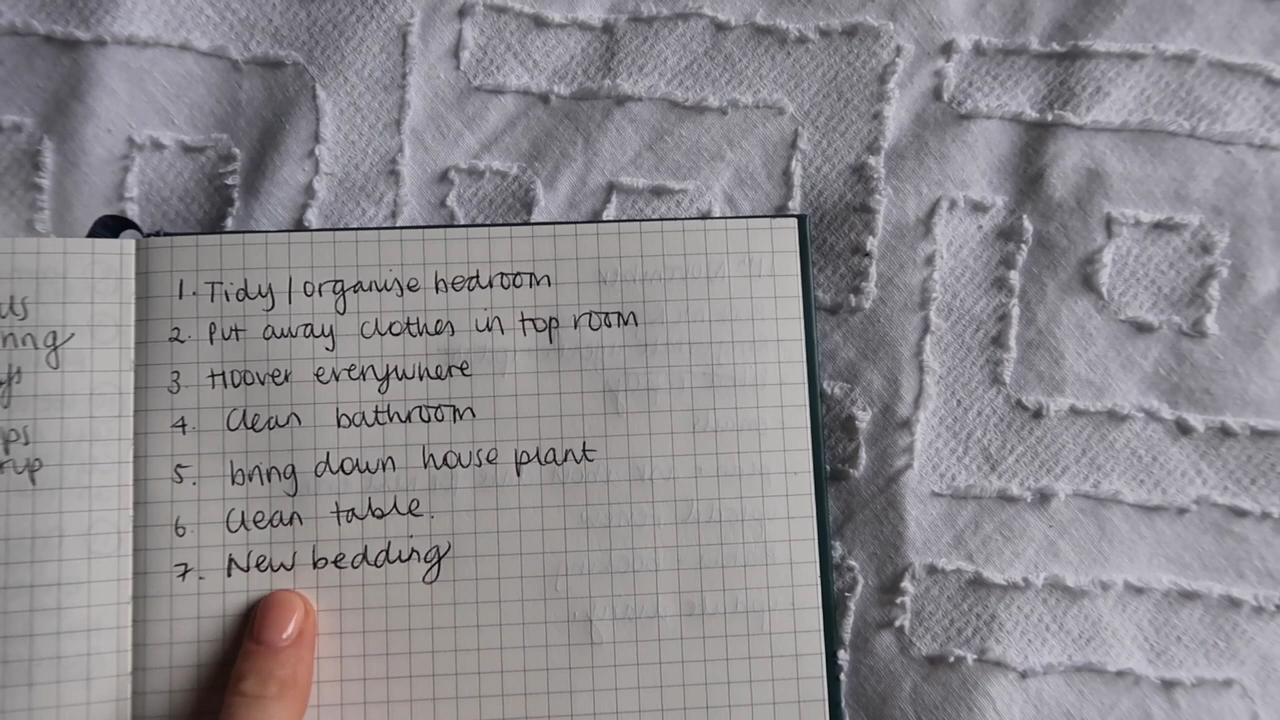 us
1. Tidy / organise bedroom
2. Put away clothes in top room
3 Hoover everywhere
4. Clean bathroom
5. bring down house plant
6. Clean table.
7. New bedding